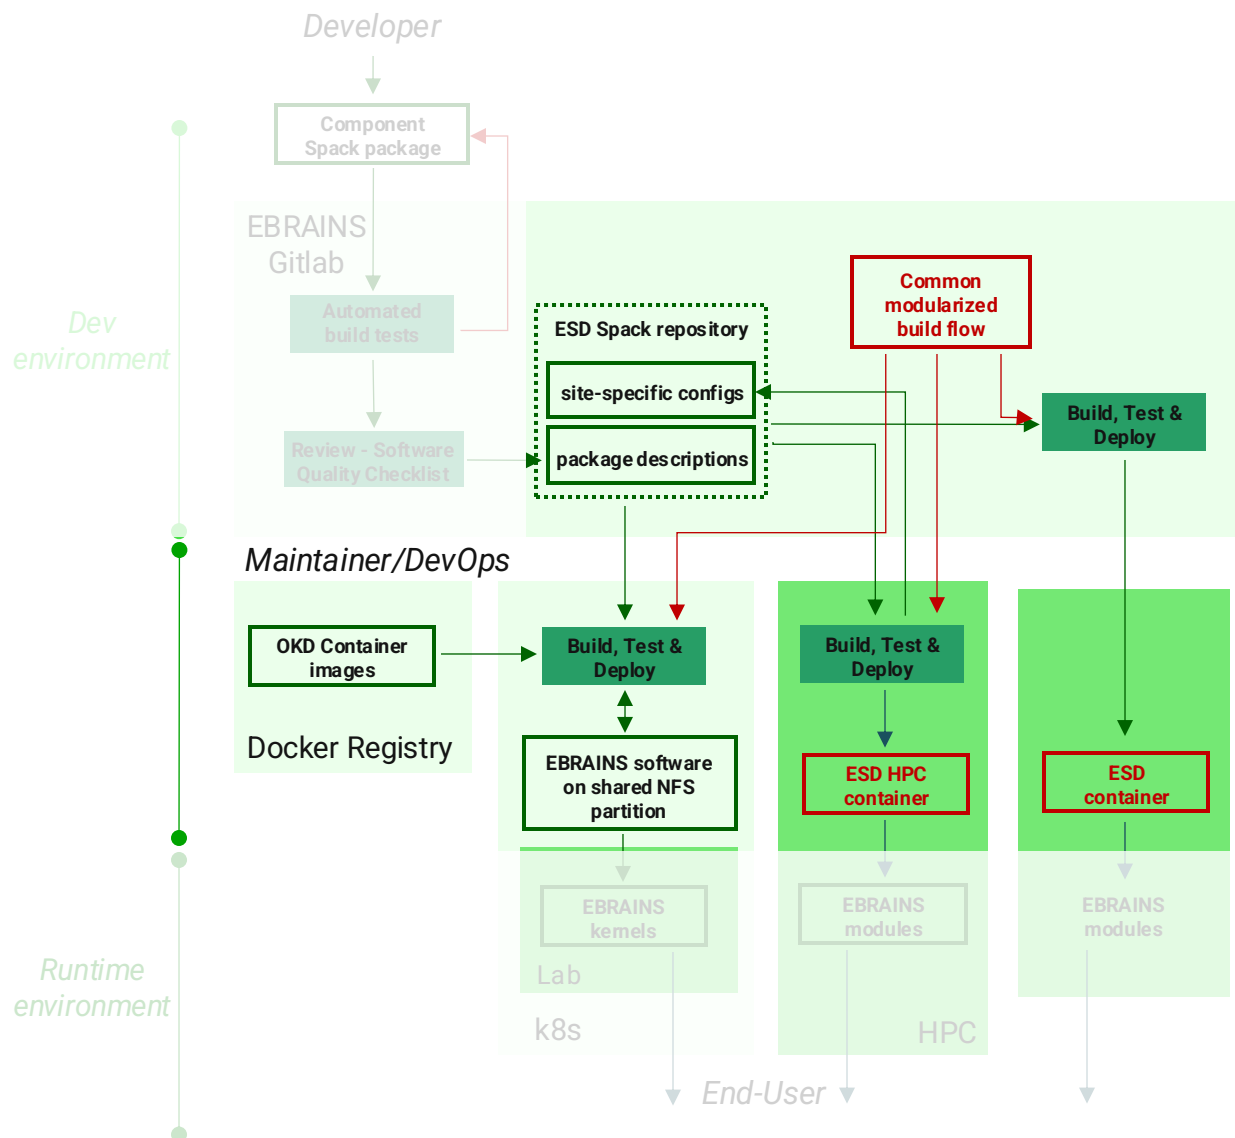 Developer
Component
Spack package
EBRAINS
Gitlab
Automated
build tests
Review - Software
Quality Checklist
Dev
environment
ESD Spack repository
site-specific configs
package descriptions
Common
modularized
build flow
Build, Test &
Deploy
Maintainer/DevOps
OKD Container
images
Docker Registry
Build, Test &
Deploy
EBRAINS software
on shared NFS
partition
Build, Test &
Deploy
ESD HPC
container
ESD
container
Runtime
environment
EBRAINS
kernels
Lab
k8s
EBRAINS
modules
HPC
EBRAINS
modules
End-User